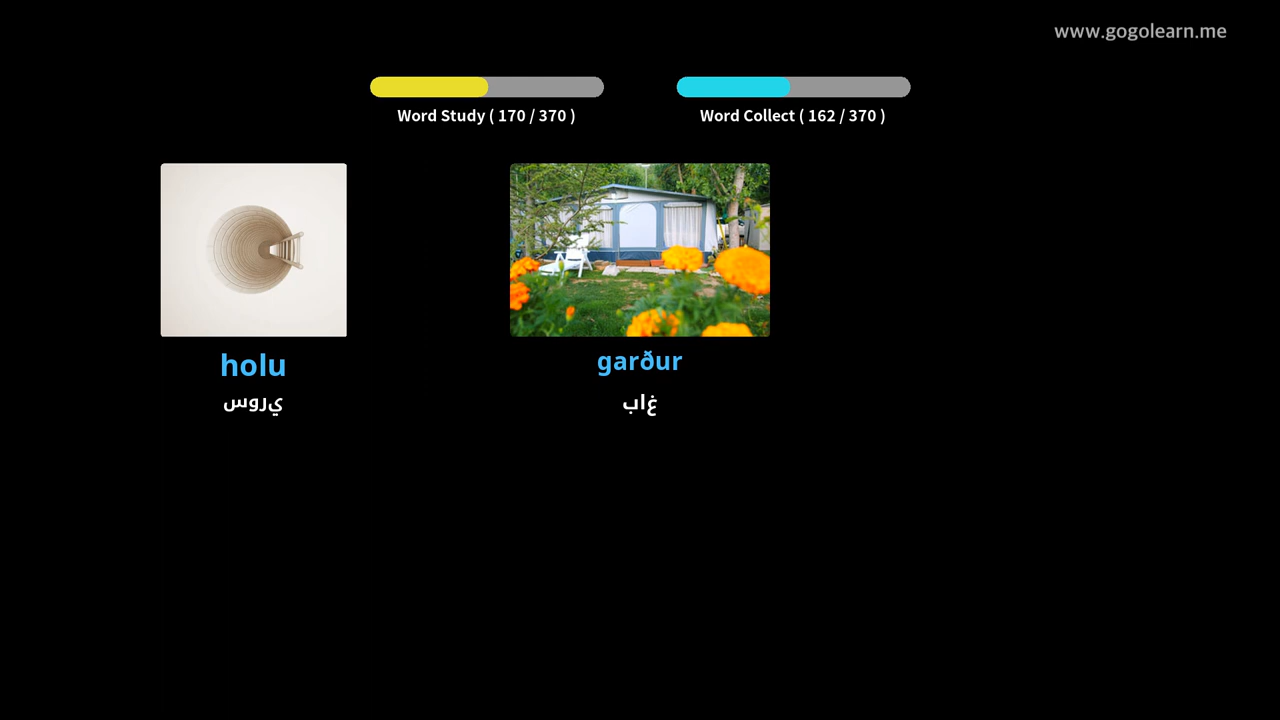 www.gogolearn.me
Word Study ( 170 / 370 )
Word Collect ( 162 / 370 )
holu
يروس
garður
غاب